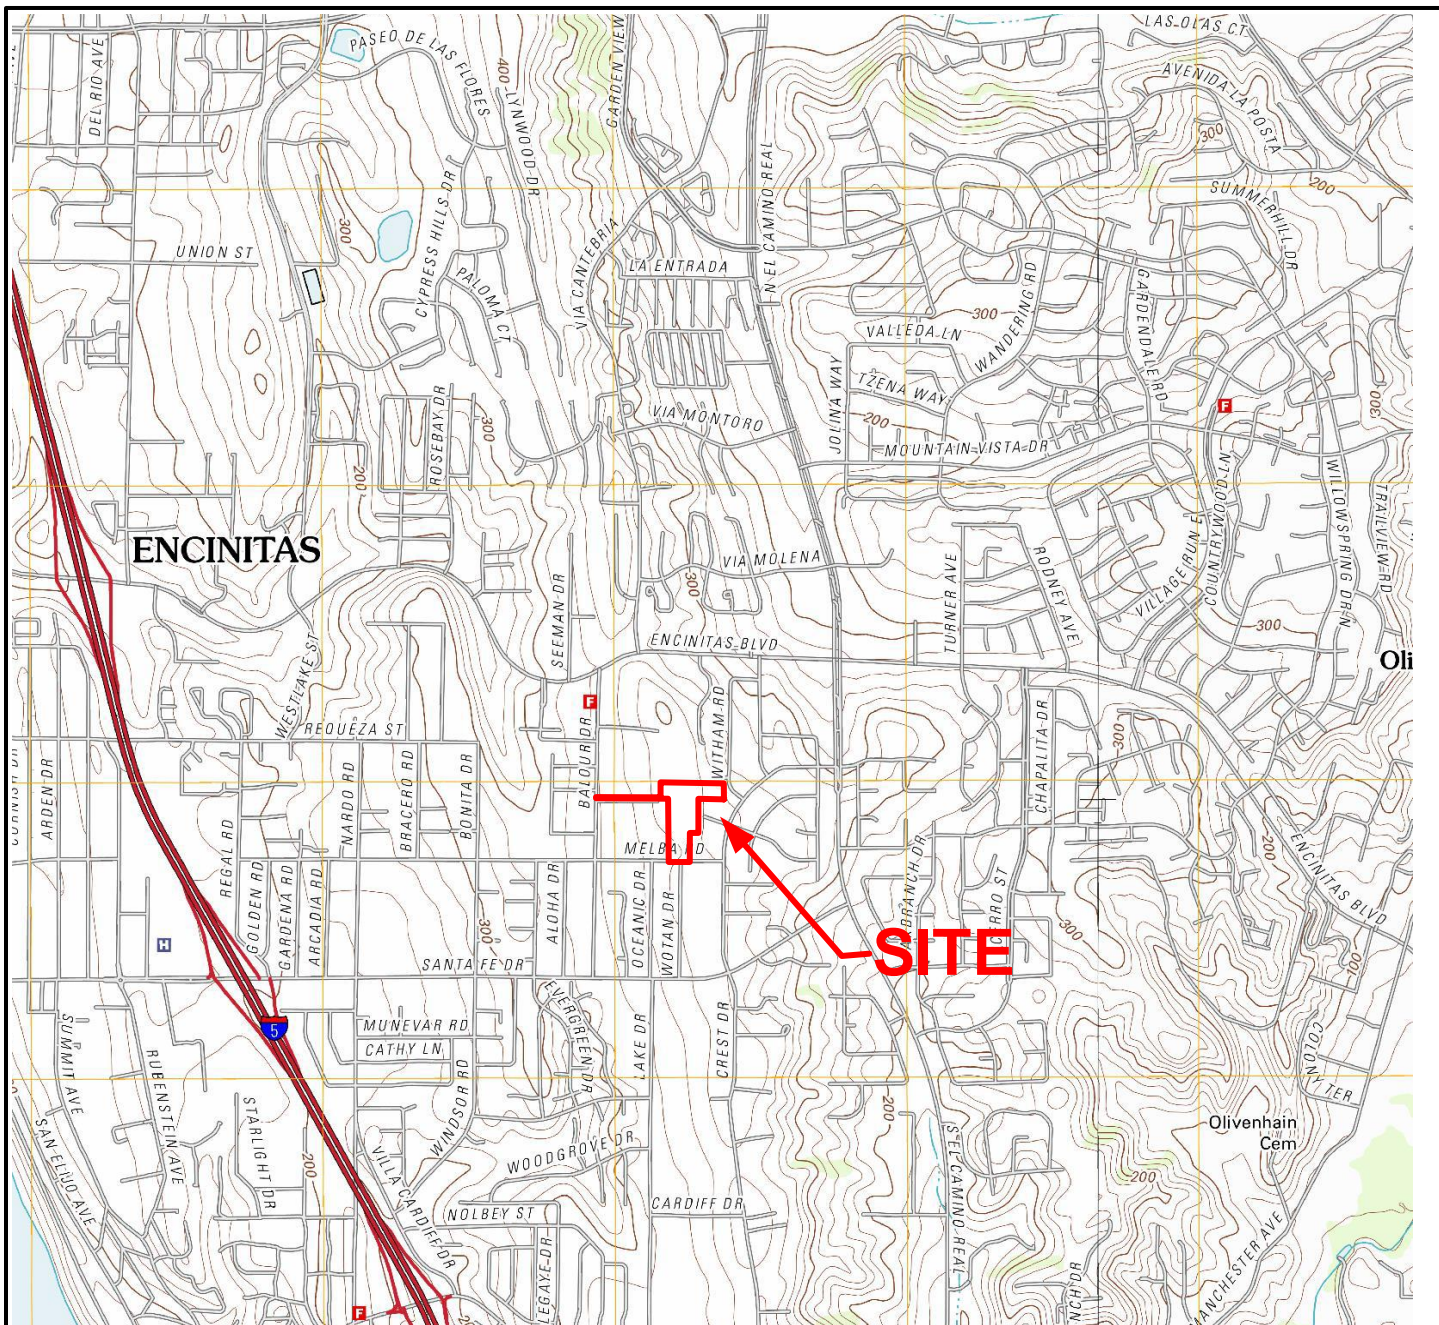 LAS OLAS CT
PASEO DE LAS FLORES
DEL RIO AVE
400
LYNWOOD DR
GARDEN VIEW
AVENIDA LA POSTA
300
200
SUMMERHILL DR
N EL CAMINO REAL
CYPRESS HILLS DR
300
UNION ST
VIA CANTEBRIA
LA ENTRADA
PALOMA CT
WANDERING RD
GARDENDALE RD
300
VALLEDA LN
JOLINA WAY
TZENA WAY
200
300
F
VIA MONTORO
ROSEBAY DR
300
200
MOUNTAIN VISTA DR
COUNTRYWOOD LN
WILLOWSPRING DR N
TRAILVIEW RD
ENCINITAS
VIA MOLENA
300
TURNER AVE
RODNEY AVE
VILLAGE RUN E
300
SEEMAN DR
ENCINITAS BLVD
WESTLAKE ST
Oli
F
REQUEZA ST
BALOUR DR
WITHAM RD
CHAPALITA DR
300
ARDEN DR
NARDO RD
BRACERO RD
BONITA DR
200
ENCINITAS BLVD
MELBA RD
REGAL RD
GOLDEN RD
GARDENA RD
ARCADIA RD
300
ALOHA DR
OCEANIC DR
WOTAN DR
CERRO ST
300
SITE
H
SANTA FE DR
100
5
MUNEVAR RD
CATHY LN
EVERGREEN DR
LAKE DR
CREST DR
COLONY TER
SUMMIT AVE
RUBENSTEIN AVE
STARLIGHT DR
WINDSOR RD
200
Olivenhain
Cem
SAN ELIJO AVE
200
VILLA CARDIFF DR
WOODGROVE DR
200
NOLBEY ST
CARDIFF DR
S EL CAMINO REAL
MANCHESTER AVE
LEGAYE DR
F